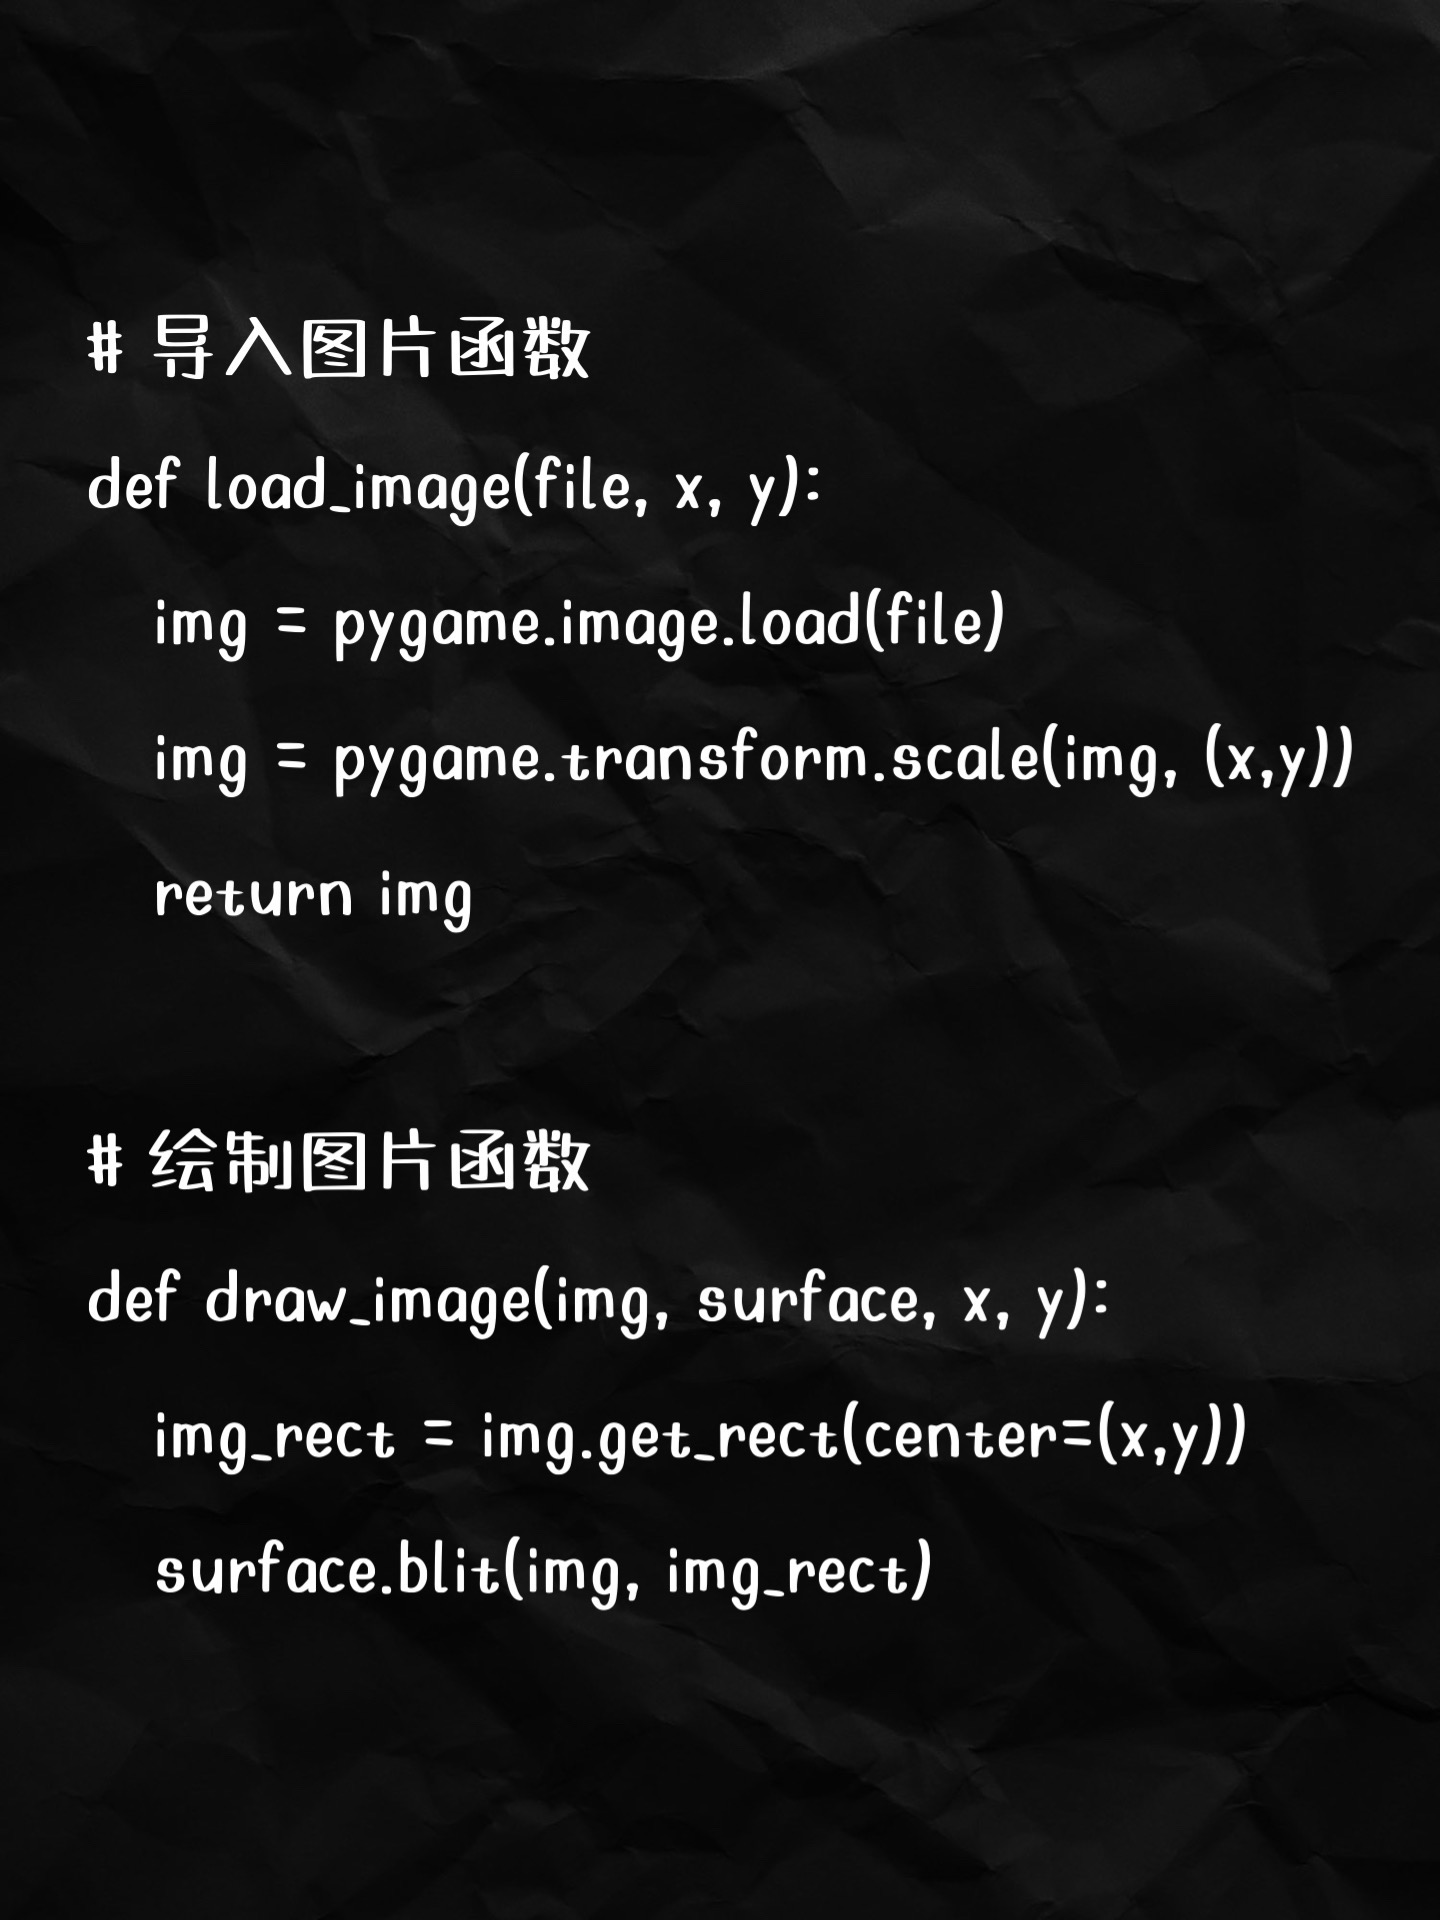 # 导入图片函数
def load_image(file, x, y):
    img = pygame.image.load(file)
    img = pygame.transform.scale(img, (x,y))
    return img
# 绘制图片函数
def draw_image(img, surface, x, y):
    img_rect = img.get_rect(center=(x,y))
    surface.blit(img, img_rect)